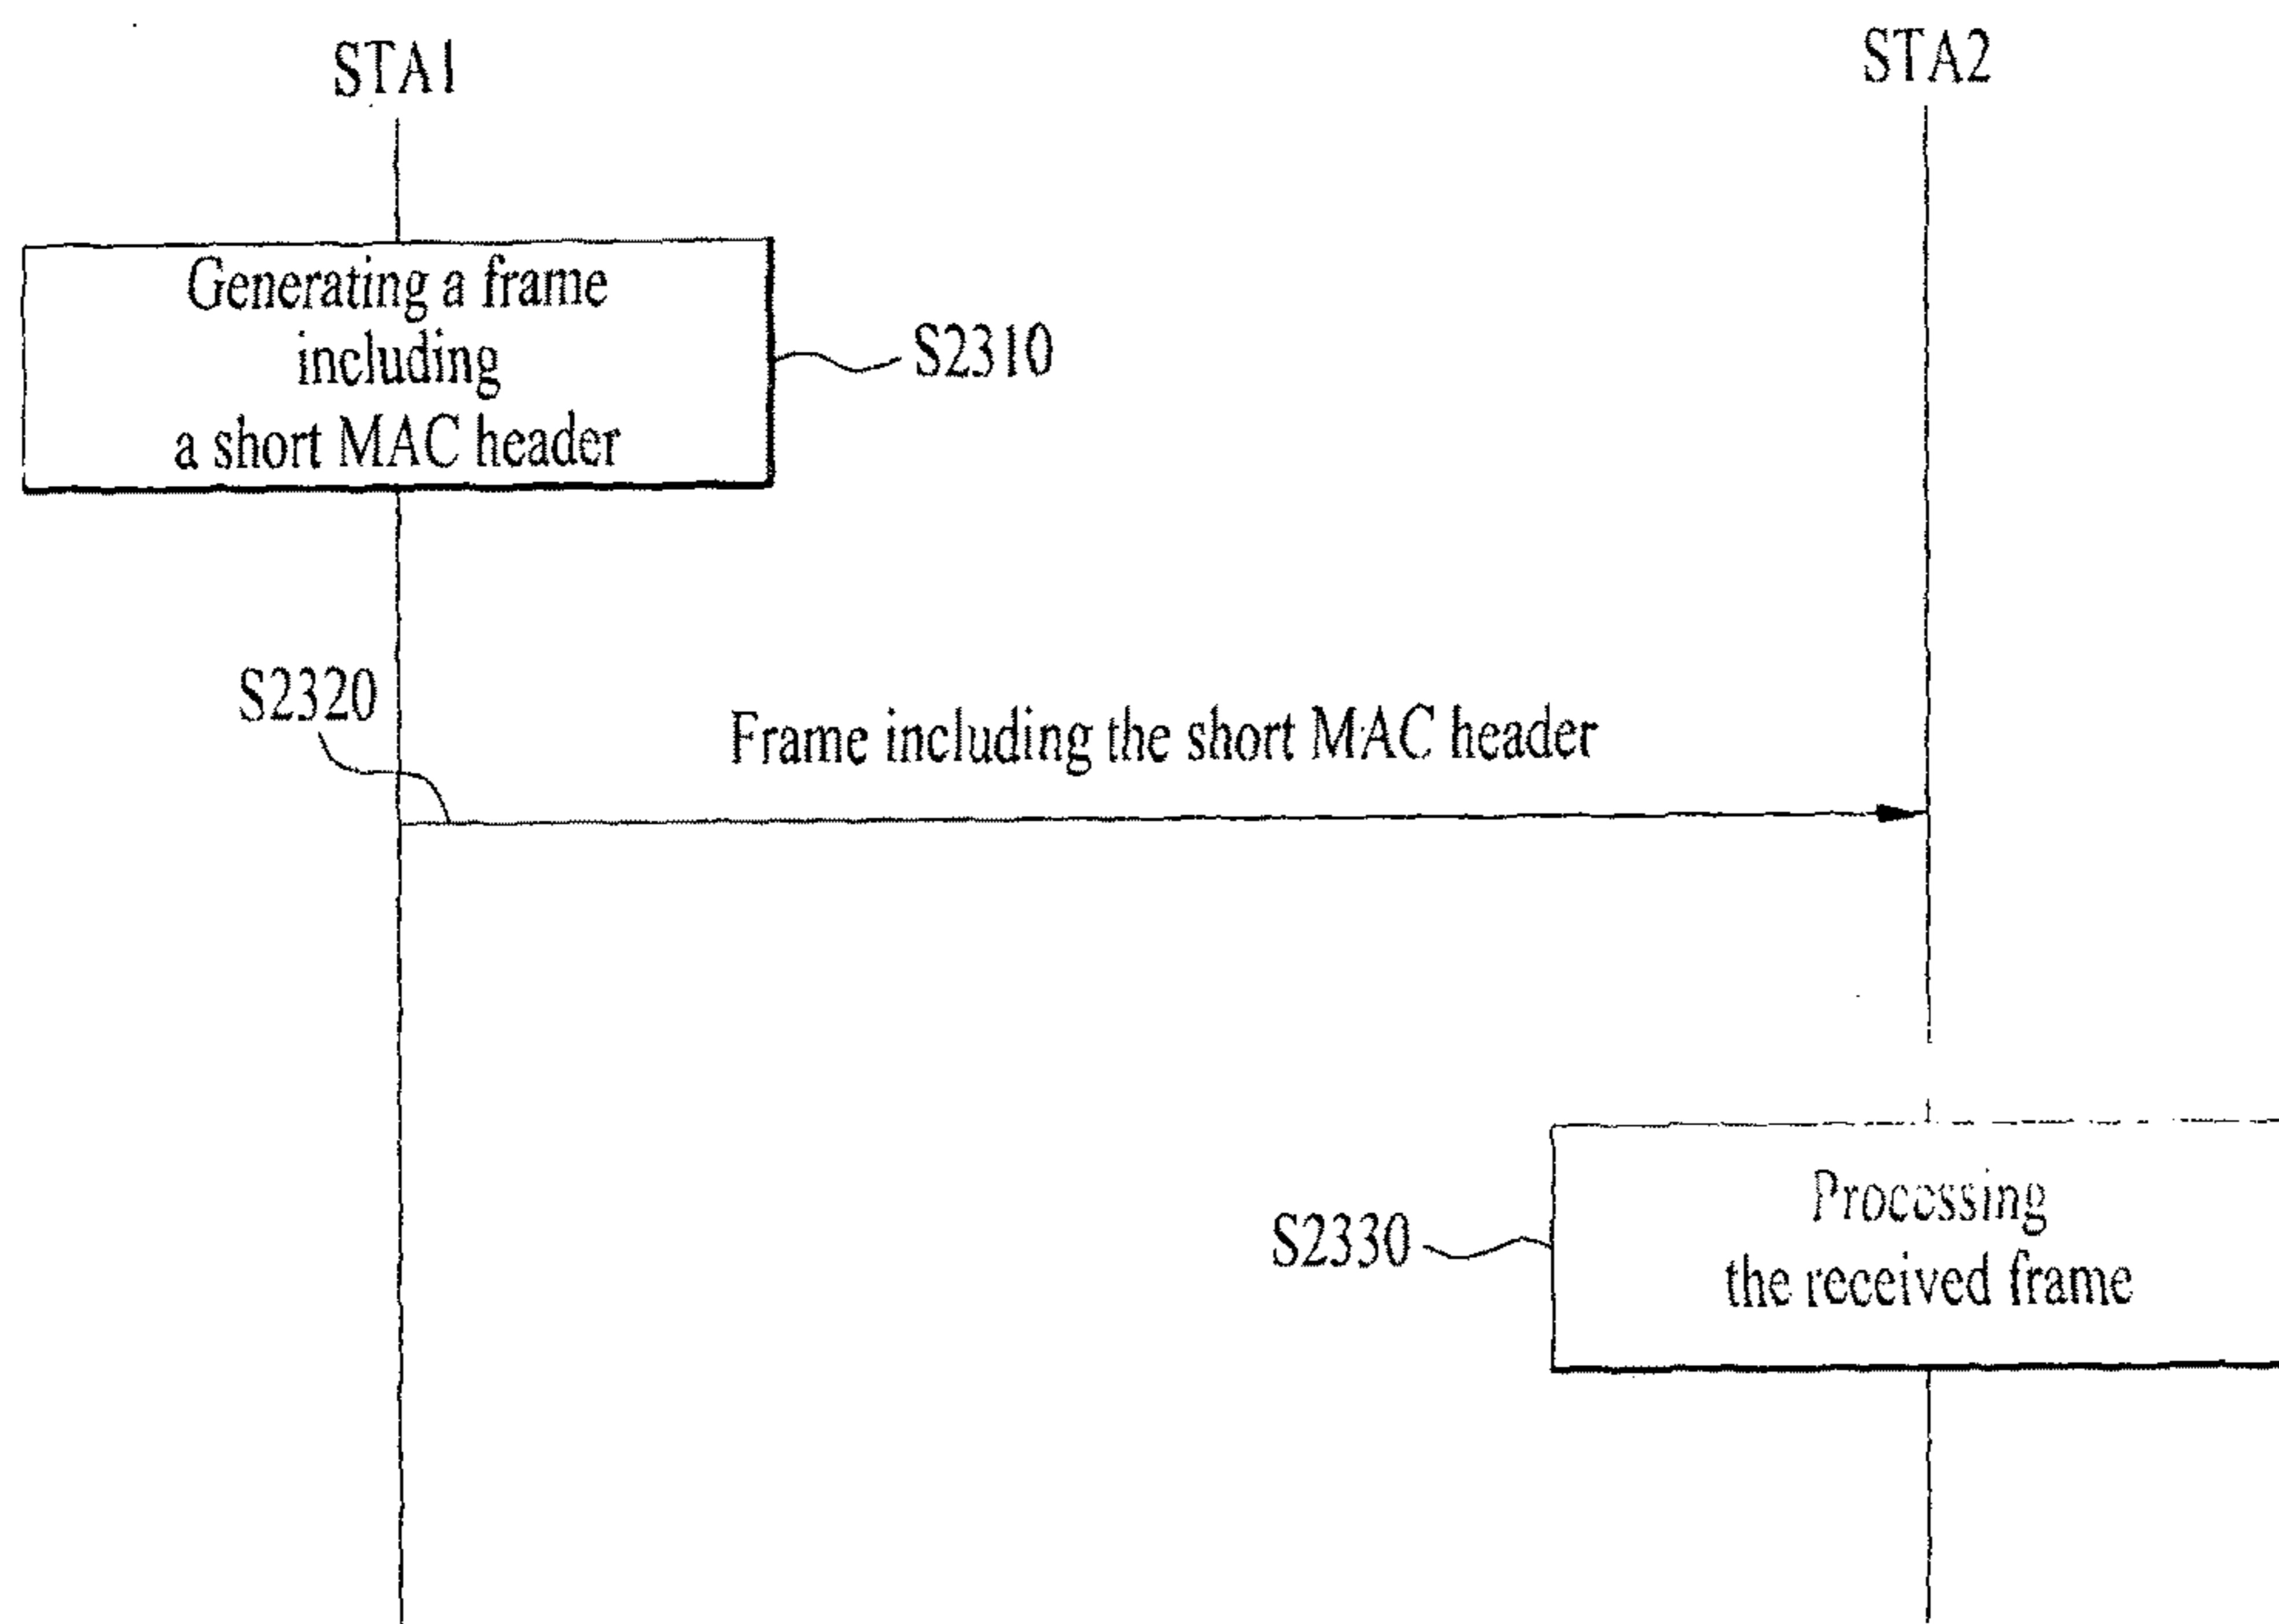 STA1
STA2
Generating a frame
including
a short MAC header
S2310
S2320
Frame including the short MAC header
S2330
Processing
the received frame